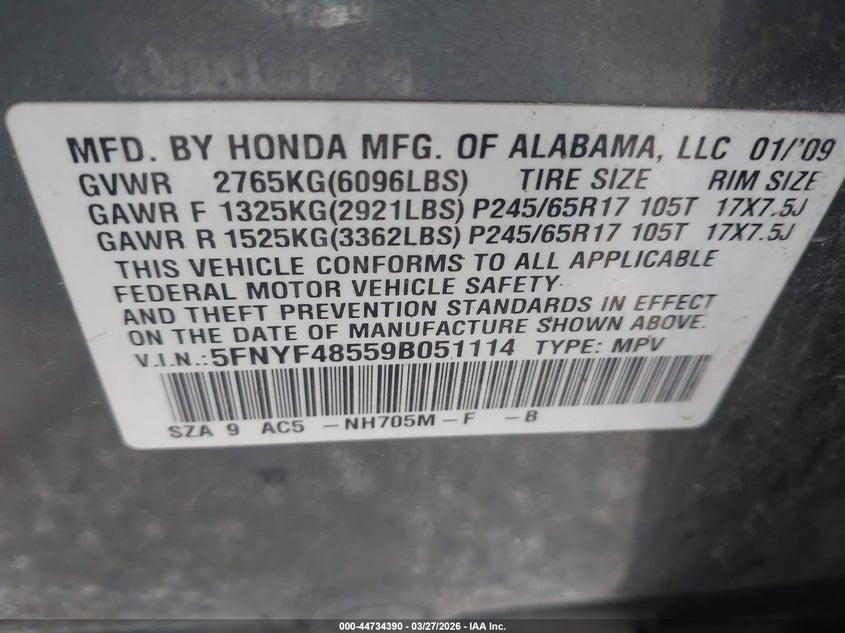 MFD. BY HONDA MFG. OF ALABAMA, LLC 01/'09
GVWR 2765KG(6096LBS) TIRE SIZE RIM SIZE
GAWR F 1325KG(2921LBS) P245/65R17 105T 17X7.5J
GAWR R 1525KG(3362LBS) P245/65R17 105T 17X7.5J
THIS VEHICLE CONFORMS TO ALL APPLICABLE
FEDERAL MOTOR VEHICLE SAFETY
AND THEFT PREVENTION STANDARDS IN EFFECT
ON THE DATE OF MANUFACTURE SHOWN ABOVE.
V.I.N.:5FNYF48559B051114 TYPE: MPV
SZA 9 AC5 -NH705M-F -B
000-44734390 - 03/27/2026 - IAA Inc.